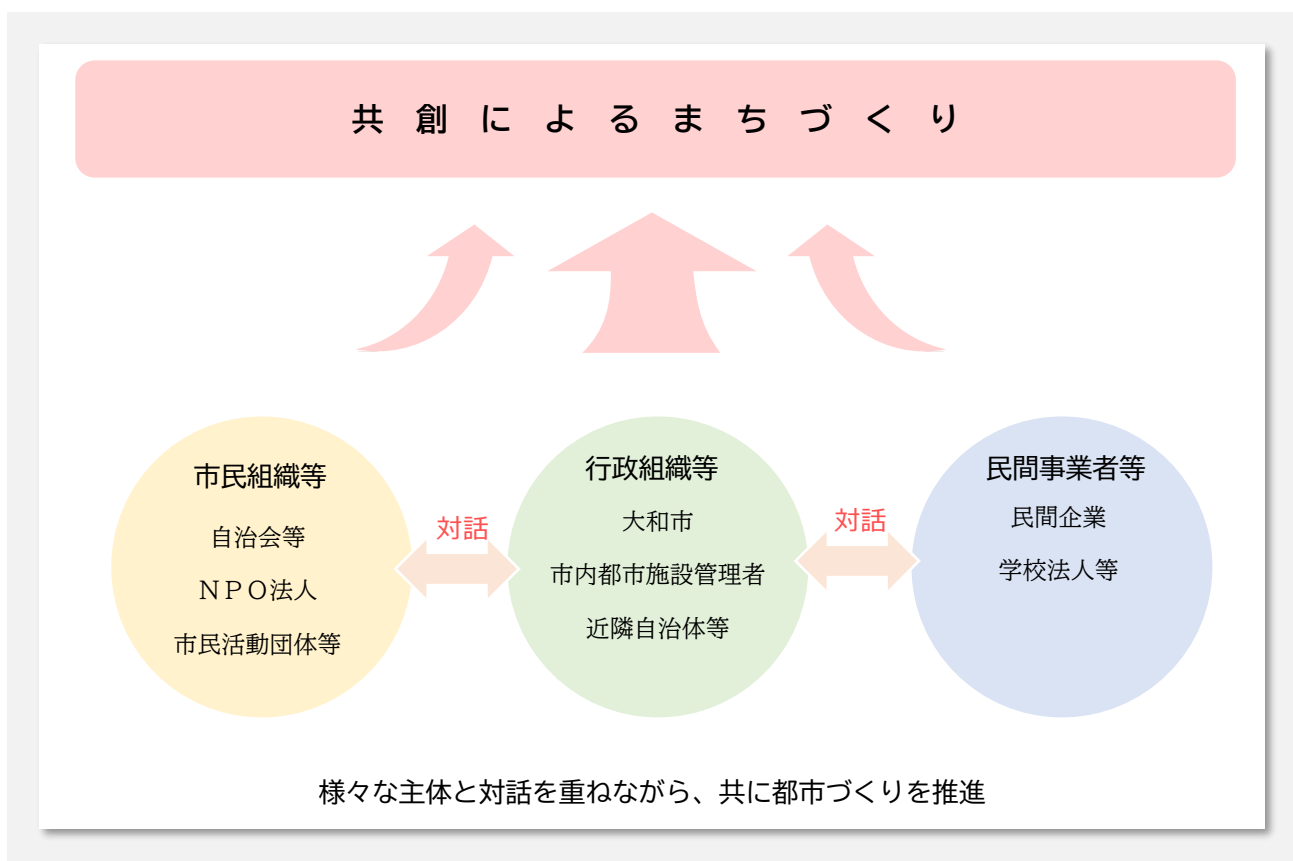 共創によるまちづくり
市民組織等
自治会等
ＮＰＯ法人
市民活動団体等
対話
行政組織等
大和市
市内都市施設管理者
近隣自治体等
対話
民間事業者等
民間企業
学校法人等
様々な主体と対話を重ねながら、共に都市づくりを推進